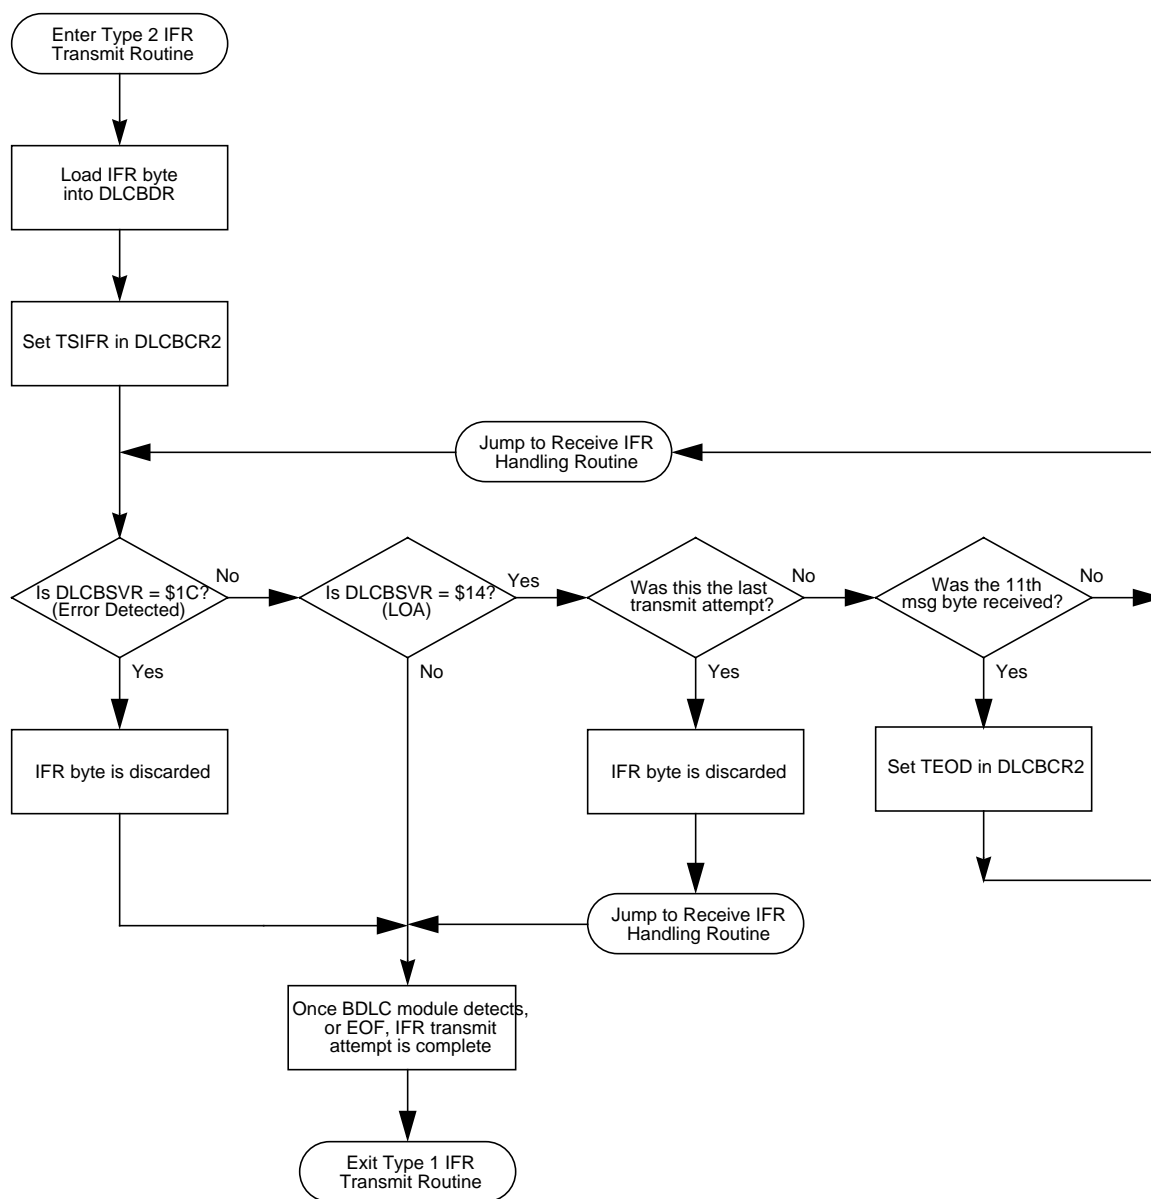 Enter Type 2 IFR
Transmit Routine
Load IFR byte
into DLCBDR
Set TSIFR in DLCBCR2
Jump to Receive IFR
Handling Routine
Is DLCBSVR = $1C?
(Error Detected)
No
Yes
Is DLCBSVR = $14?
(LOA)
Yes
No
Was this the last
transmit attempt?
No
Yes
Was the 11th
msg byte received?
No
Yes
IFR byte is discarded
IFR byte is discarded
Set TEOD in DLCBCR2
Jump to Receive IFR
Handling Routine
Once BDLC module detects,
or EOF, IFR transmit
attempt is complete
Exit Type 1 IFR
Transmit Routine